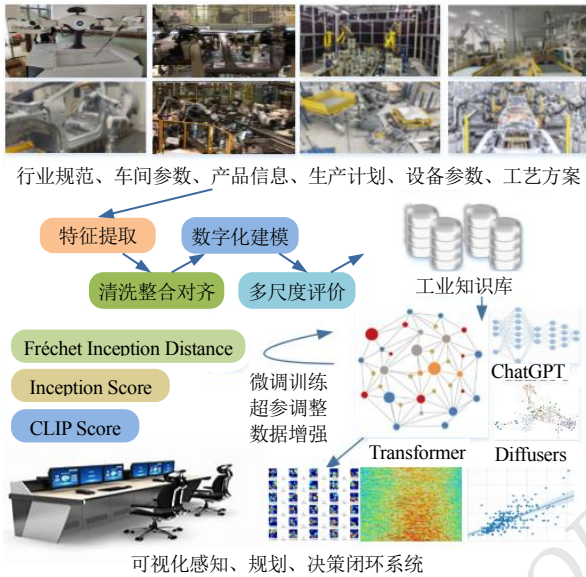 行业规范、车间参数、产品信息、生产计划、设备参数、工艺方案
特征提取
数字化建模
清洗整合对齐
多尺度评价
工业知识库
Fréchet Inception Distance
Inception Score
CLIP Score
微调训练
超参调整
数据增强
ChatGPT
Transformer
Diffusers
可视化感知、规划、决策闭环系统